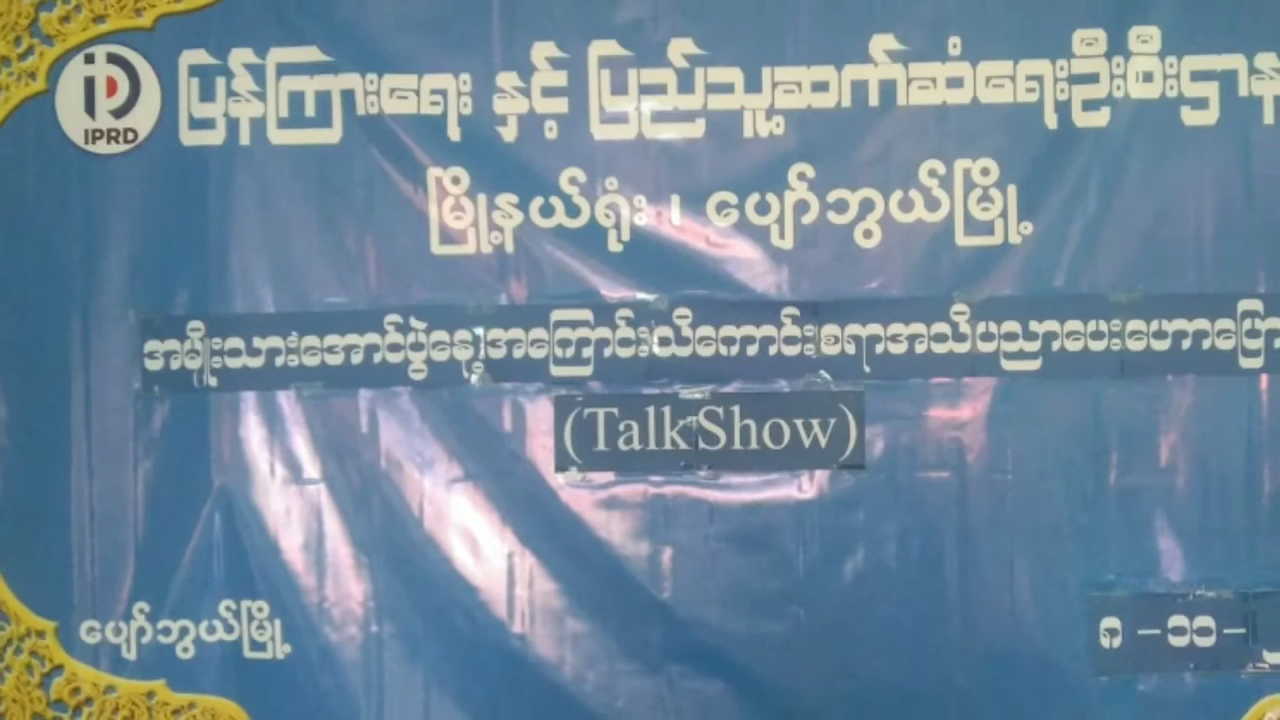 IPRD
ပြန်ကြားရေး နှင့် ပြည်သူ့ဆက်ဆံရေးဦးစီးဌာန
မြို့နယ်ရုံး ၊ ပျော်ဘွယ်မြို့
အမျိုးသားအောင်ပွဲနေ့အကြောင်းသိကောင်းစရာအသိပညာပေးဟောပြော
(TalkShow)
ပျော်ဘွယ်မြို့
၈ –၁၁–